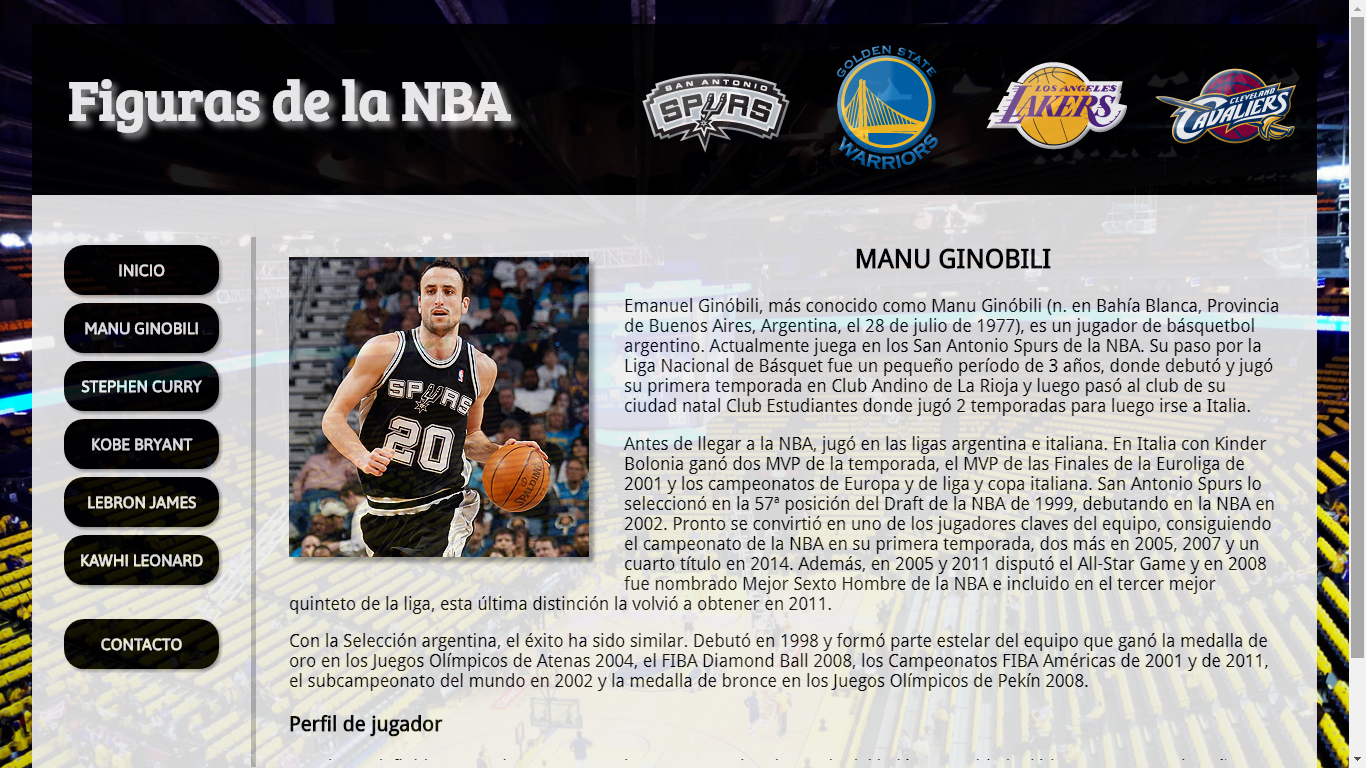 Figuras de la NBA
SAN ANTONIO
SPURS
GOLDEN STATE
WARRIORS
LOS ANGELES
LAKERS
CLEVELAND
CAVALIERS
INICIO
MANU GINOBILI
STEPHEN CURRY
KOBE BRYANT
LEBRON JAMES
KAWHI LEONARD
CONTACTO
SPURS
20
SPALDING
MANU GINOBILI
Emanuel Ginóbili, más conocido como Manu Ginóbili (n. en Bahía Blanca, Provincia
de Buenos Aires, Argentina, el 28 de julio de 1977), es un jugador de básquetbol
argentino. Actualmente juega en los San Antonio Spurs de la NBA. Su paso por la
Liga Nacional de Básquet fue un pequeño período de 3 años, donde debutó y jugó
su primera temporada en Club Andino de La Rioja y luego pasó al club de su
ciudad natal Club Estudiantes donde jugó 2 temporadas para luego irse a Italia.
Antes de llegar a la NBA, jugó en las ligas argentina e italiana. En Italia con Kinder
Bolonia ganó dos MVP de la temporada, el MVP de las Finales de la Euroliga de
2001 y los campeonatos de Europa y de liga y copa italiana. San Antonio Spurs lo
seleccionó en la 57ª posición del Draft de la NBA de 1999, debutando en la NBA en
2002. Pronto se convirtió en uno de los jugadores claves del equipo, consiguiendo
el campeonato de la NBA en su primera temporada, dos más en 2005, 2007 y un
cuarto título en 2014. Además, en 2005 y 2011 disputó el All-Star Game y en 2008
fue nombrado Mejor Sexto Hombre de la NBA e incluido en el tercer mejor
quinteto de la liga, esta última distinción la volvió a obtener en 2011.
Con la Selección argentina, el éxito ha sido similar. Debutó en 1998 y formó parte estelar del equipo que ganó la medalla de
oro en los Juegos Olímpicos de Atenas 2004, el FIBA Diamond Ball 2008, los Campeonatos FIBA Américas de 2001 y de 2011,
el subcampeonato del mundo en 2002 y la medalla de bronce en los Juegos Olímpicos de Pekín 2008.
Perfil de jugador